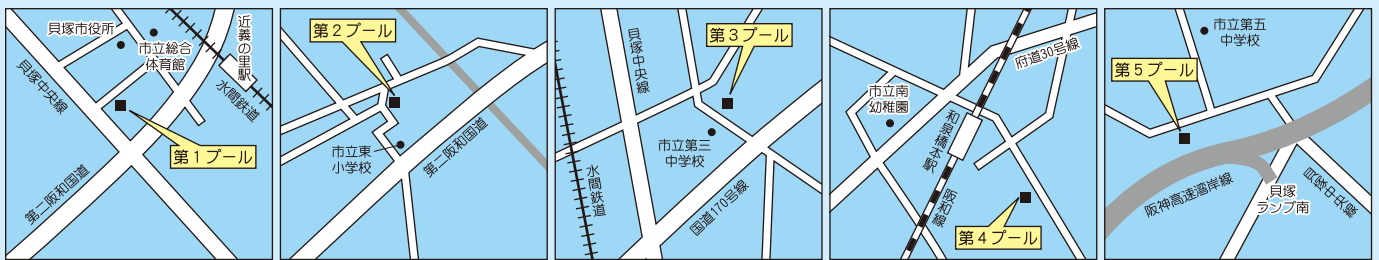 貝塚市役所
市立総合
体育館
近義の里駅
貝塚中央線
水間鉄道
第1プール
第二阪和国道
第2プール
市立東
小学校
第二阪和国道
貝塚中央線
第3プール
市立第三
中学校
水間鉄道
国道170号線
府道30号線
市立南
幼稚園
和泉橋本駅
阪和線
第4プール
市立第五
中学校
第5プール
阪神高速湾岸線
貝塚
ランプ南
貝塚中央線